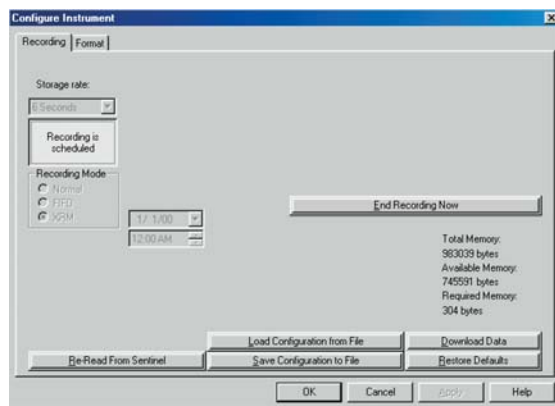 Configure Instrument
Recording
Format
Storage rate:
6 Seconds
Recording is
scheduled
Recording Mode
Normal
FIFO
XRM
1/ 1/00
12:00 AM
End Recording Now
Total Memory:
983039 bytes
Available Memory:
745591 bytes
Required Memory:
304 bytes
Load Configuration from File
Download Data
Re-Read From Sentinel
Save Configuration to File
Restore Defaults
OK
Cancel
Apply
Help